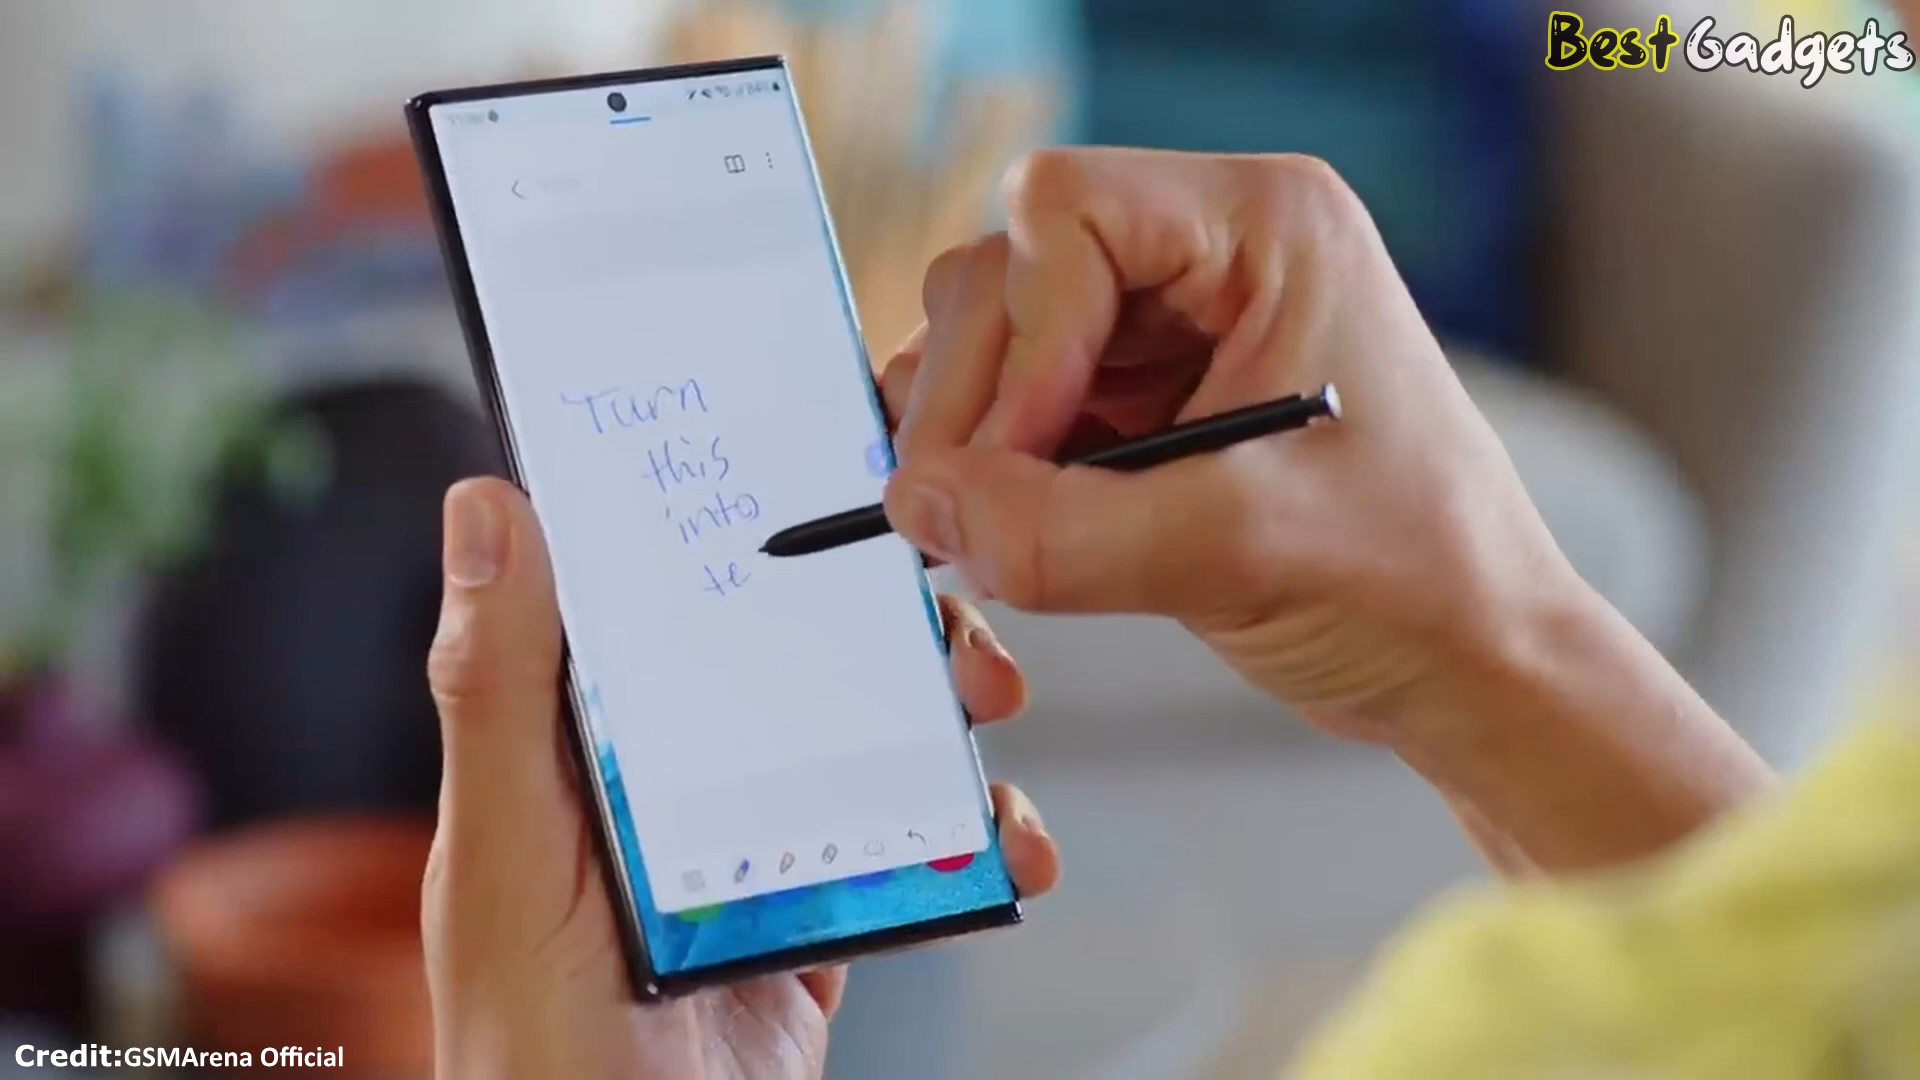 Best Gadgets
Turn
this
into
te
Credit:GSMArena Official